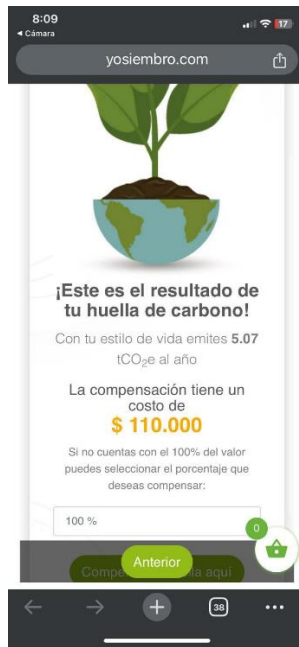 8:09
17
◀ Cámara
yosiembro.com
¡Este es el resultado de
tu huella de carbono!
Con tu estilo de vida emites 5.07
tCO₂e al año
La compensación tiene un
costo de
$ 110.000
Si no cuentas con el 100% del valor
puedes seleccionar el porcentaje que
deseas compensar:
100 %
0
Anterior
aquí
38